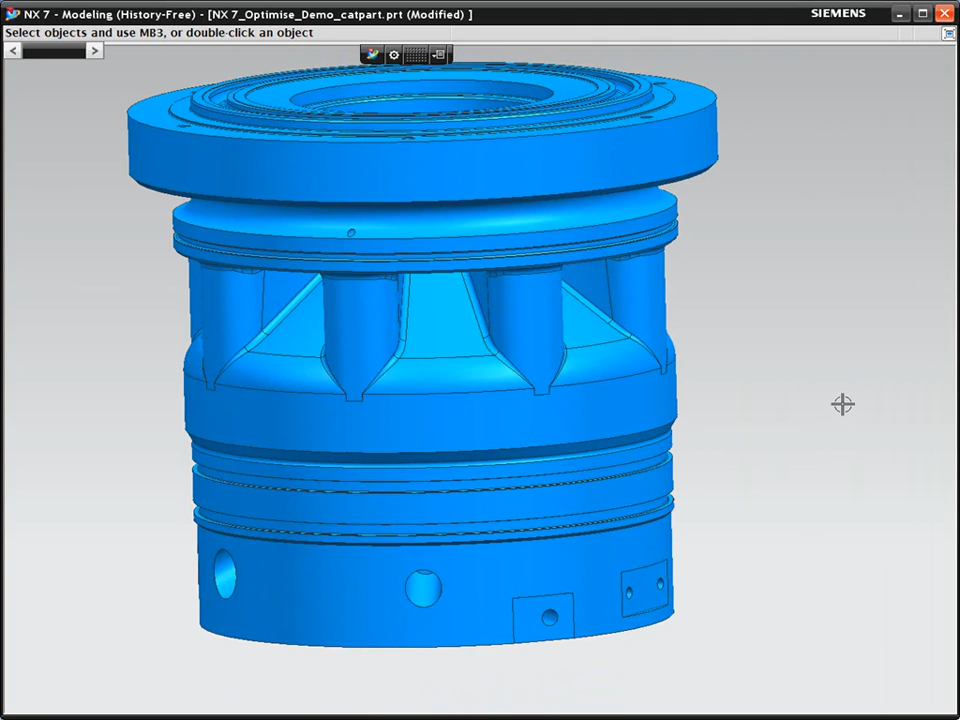 NX 7 - Modeling (History-Free) - [NX 7_Optimise_Demo_catpart.prt (Modified) ]
SIEMENS
Select objects and use MB3, or double-click an object